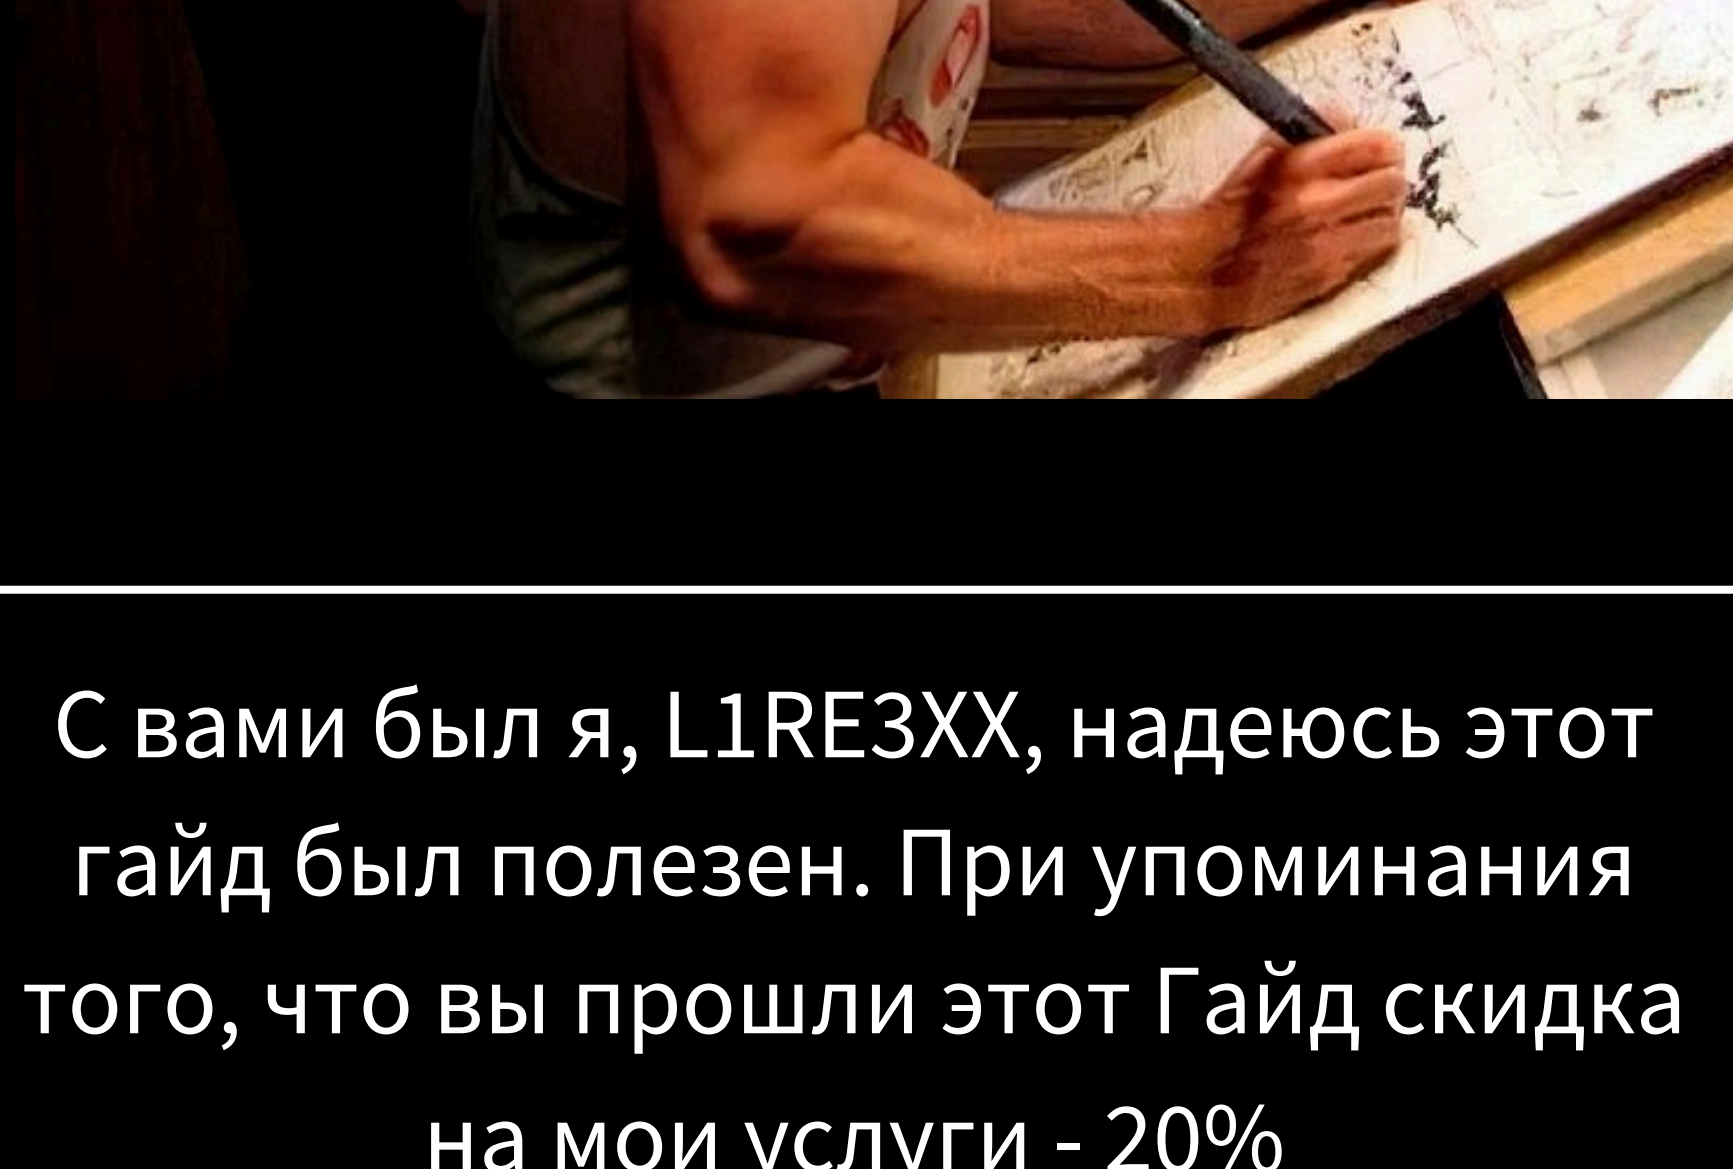 С вами был я, L1RE3XX, надеюсь этот
гайд был полезен. При упоминания
того, что вы прошли этот Гайд скидка
на мои услуги - 20%